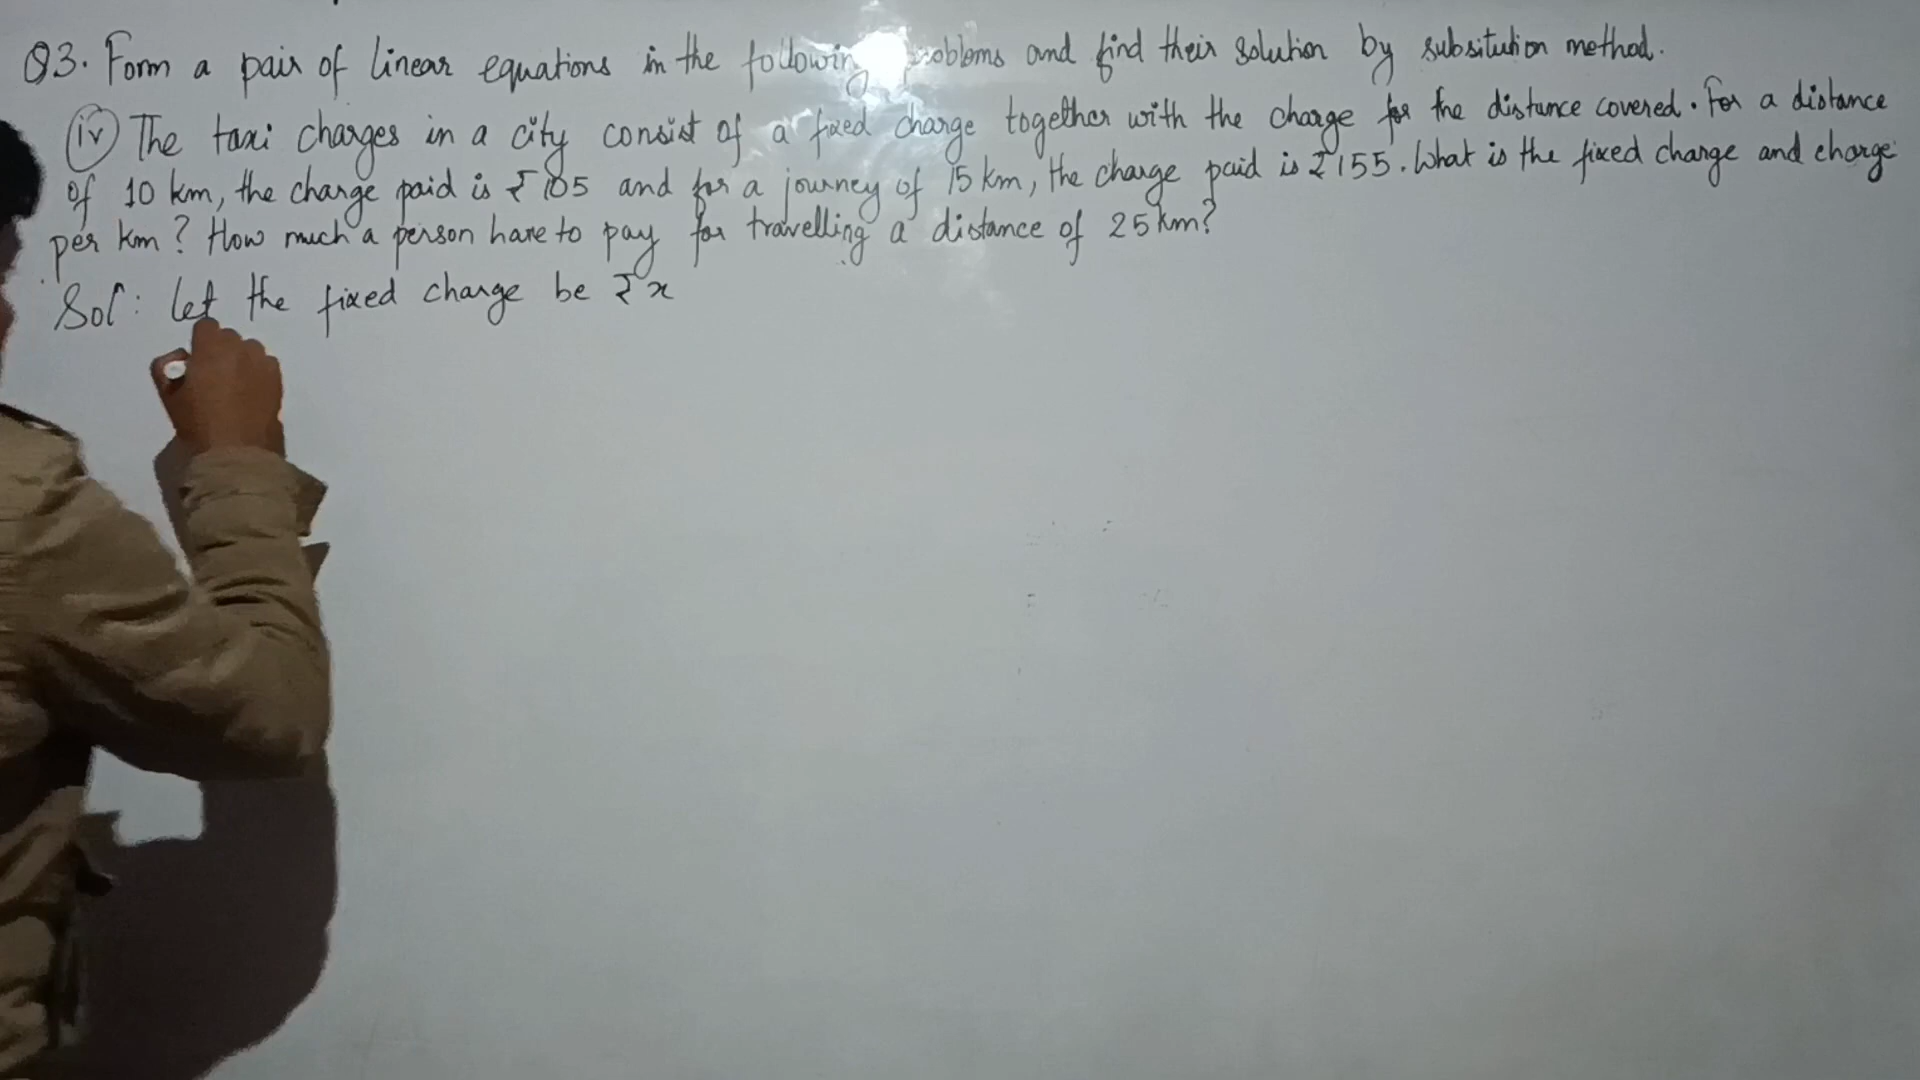 Q3. Form a pair of linear equations in the following problems and find their solution by subsitution method.
(iv) The taxi charges in a city consist of a fixed charge together with the charge for the distance covered. For a distance
of 10 km, the charge paid is ₹105 and for a journey of 15 km, the charge paid is ₹155. What is the fixed charge and charge
per km? How much a person have to pay for travelling a distance of 25 km?
Sol: let the fixed charge be ₹x